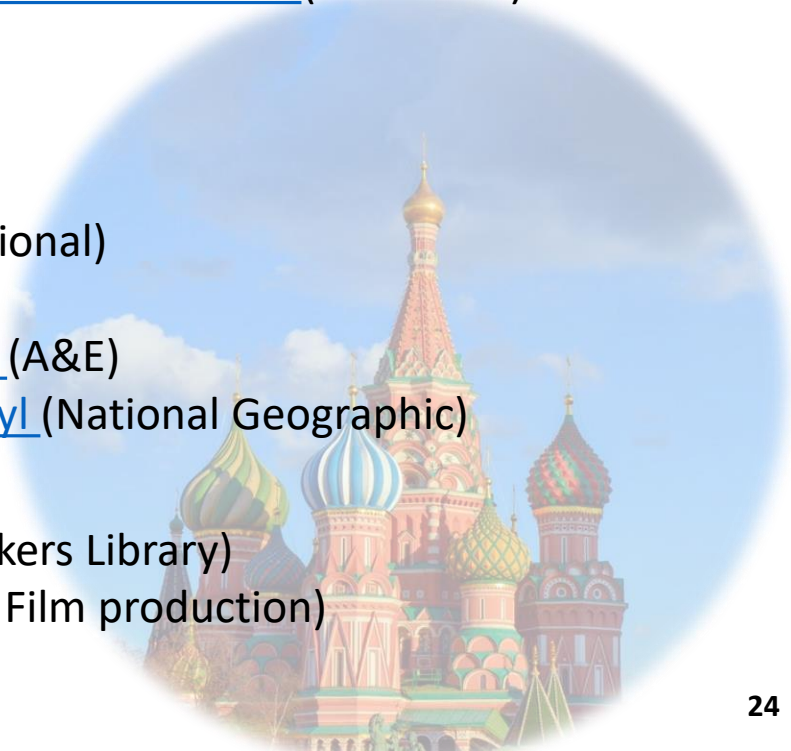 ional)
(A&E)
yl (National Geographic)
kers Library)
Film production)
24